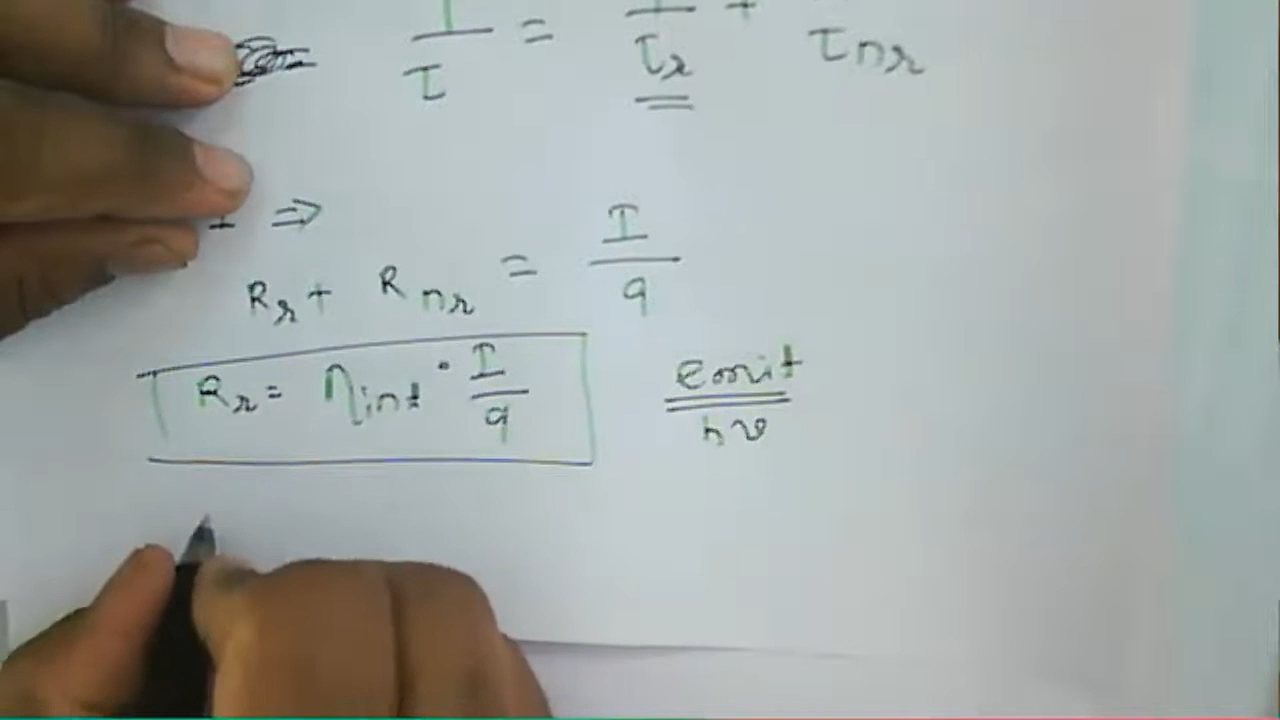 1/τ = 1/τr + τnr
I ⇒
Rr + Rnr = I/q
Rr = ηint · I/q
emit
hν